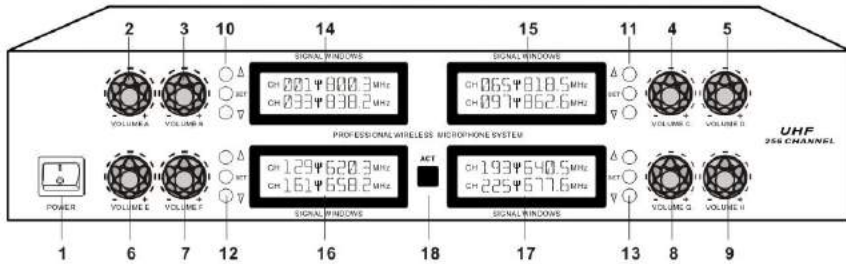 2 3 10 14 15 11 4 5
SIGNAL WINDOWS SIGNAL WINDOWS
CH 001 800.3 MHz CH 065 818.5 MHz
SET SET
CH 033 838.2 MHz CH 097 862.6 MHz
- + - + - + - +
VOLUME A VOLUME B VOLUME C VOLUME D
PROFESSIONAL WIRELESS MICROPHONE SYSTEM
UHF
256 CHANNEL
ACT
CH 129 620.3 MHz CH 193 640.5 MHz
SET SET
CH 161 658.2 MHz CH 225 677.6 MHz
- + - + - + - +
POWER VOLUME E VOLUME F VOLUME G VOLUME H
SIGNAL WINDOWS SIGNAL WINDOWS
1 6 7 12 16 18 17 13 8 9